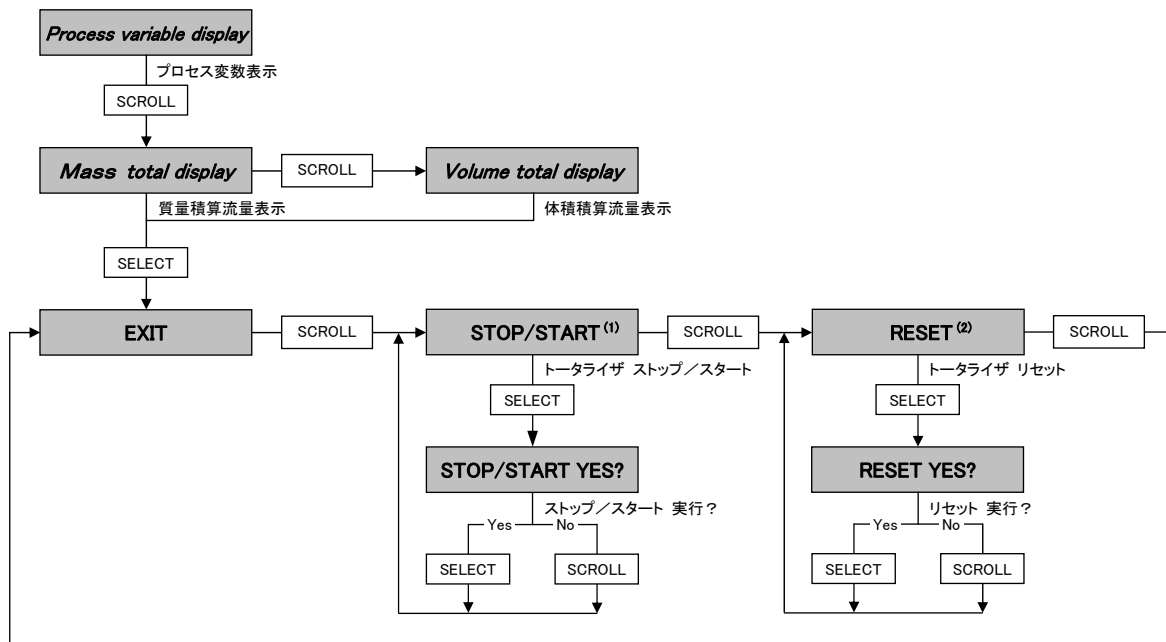 Process variable display
プロセス変数表示
SCROLL
Mass total display
SCROLL
Volume total display
質量積算流量表示
体積積算流量表示
SELECT
EXIT
SCROLL
STOP/START(1)
SCROLL
RESET(2)
SCROLL
トータライザ ストップ/スタート
トータライザ リセット
SELECT
SELECT
STOP/START YES?
RESET YES?
ストップ/スタート 実行?
リセット 実行?
Yes No
Yes No
SELECT
SCROLL
SELECT
SCROLL